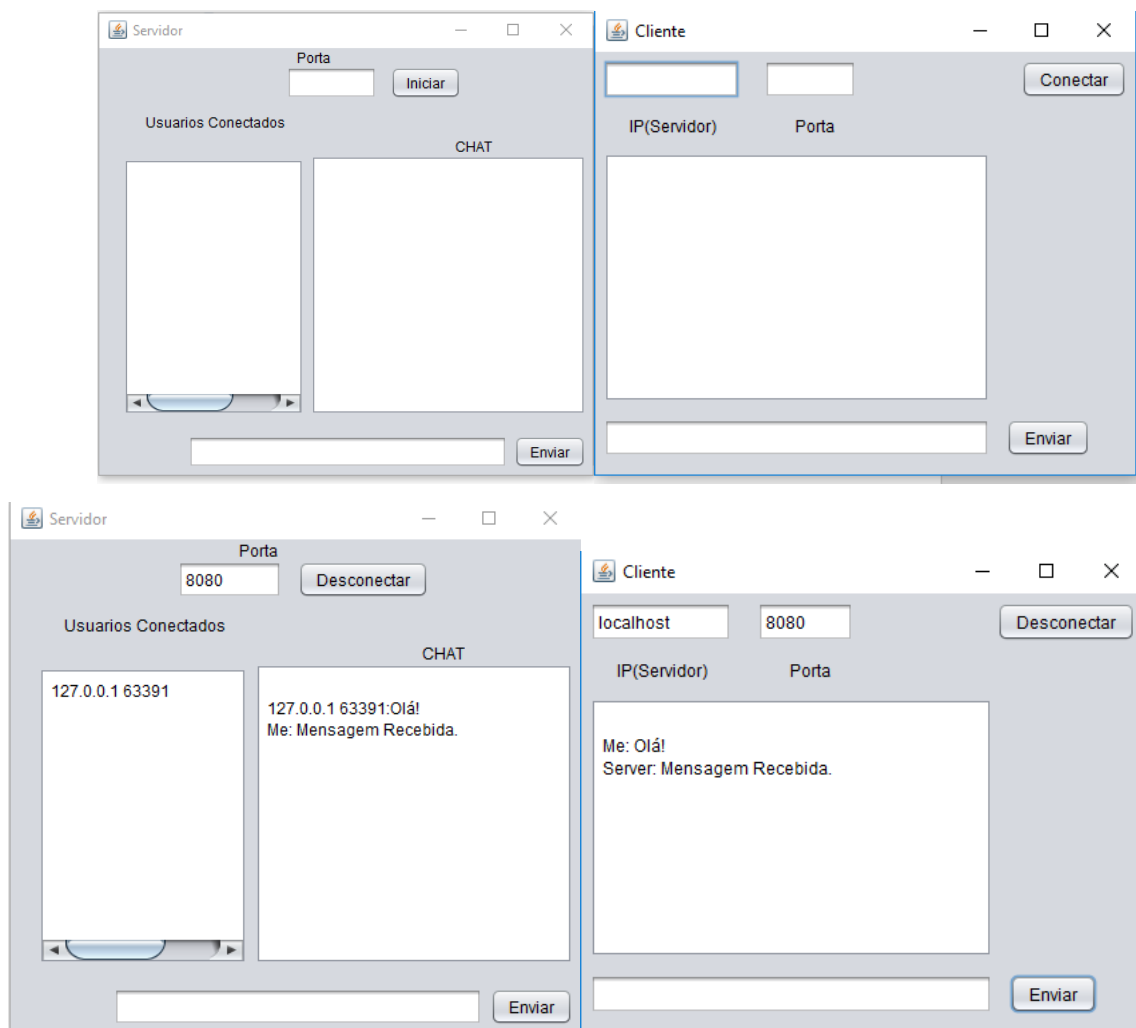 Servidor
Porta
Iniciar
Usuarios Conectados
CHAT
Enviar
Cliente
Conectar
IP(Servidor) Porta
Enviar
Servidor
Porta
8080 Desconectar
Usuarios Conectados
CHAT
127.0.0.1 63391
127.0.0.1 63391:Olá!
Me: Mensagem Recebida.
Enviar
Cliente
localhost 8080 Desconectar
IP(Servidor) Porta
Me: Olá!
Server: Mensagem Recebida.
Enviar